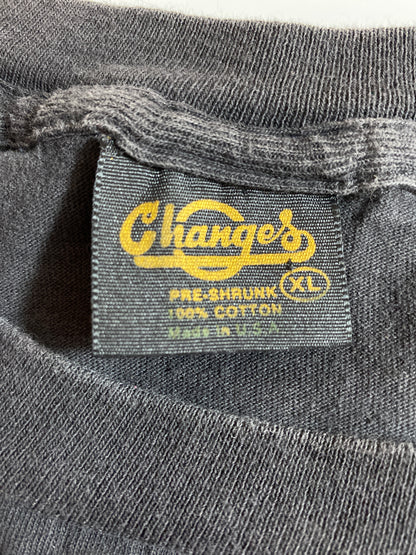 Changes
XL
PRE-SHRUNK
100% COTTON
MADE IN U.S.A